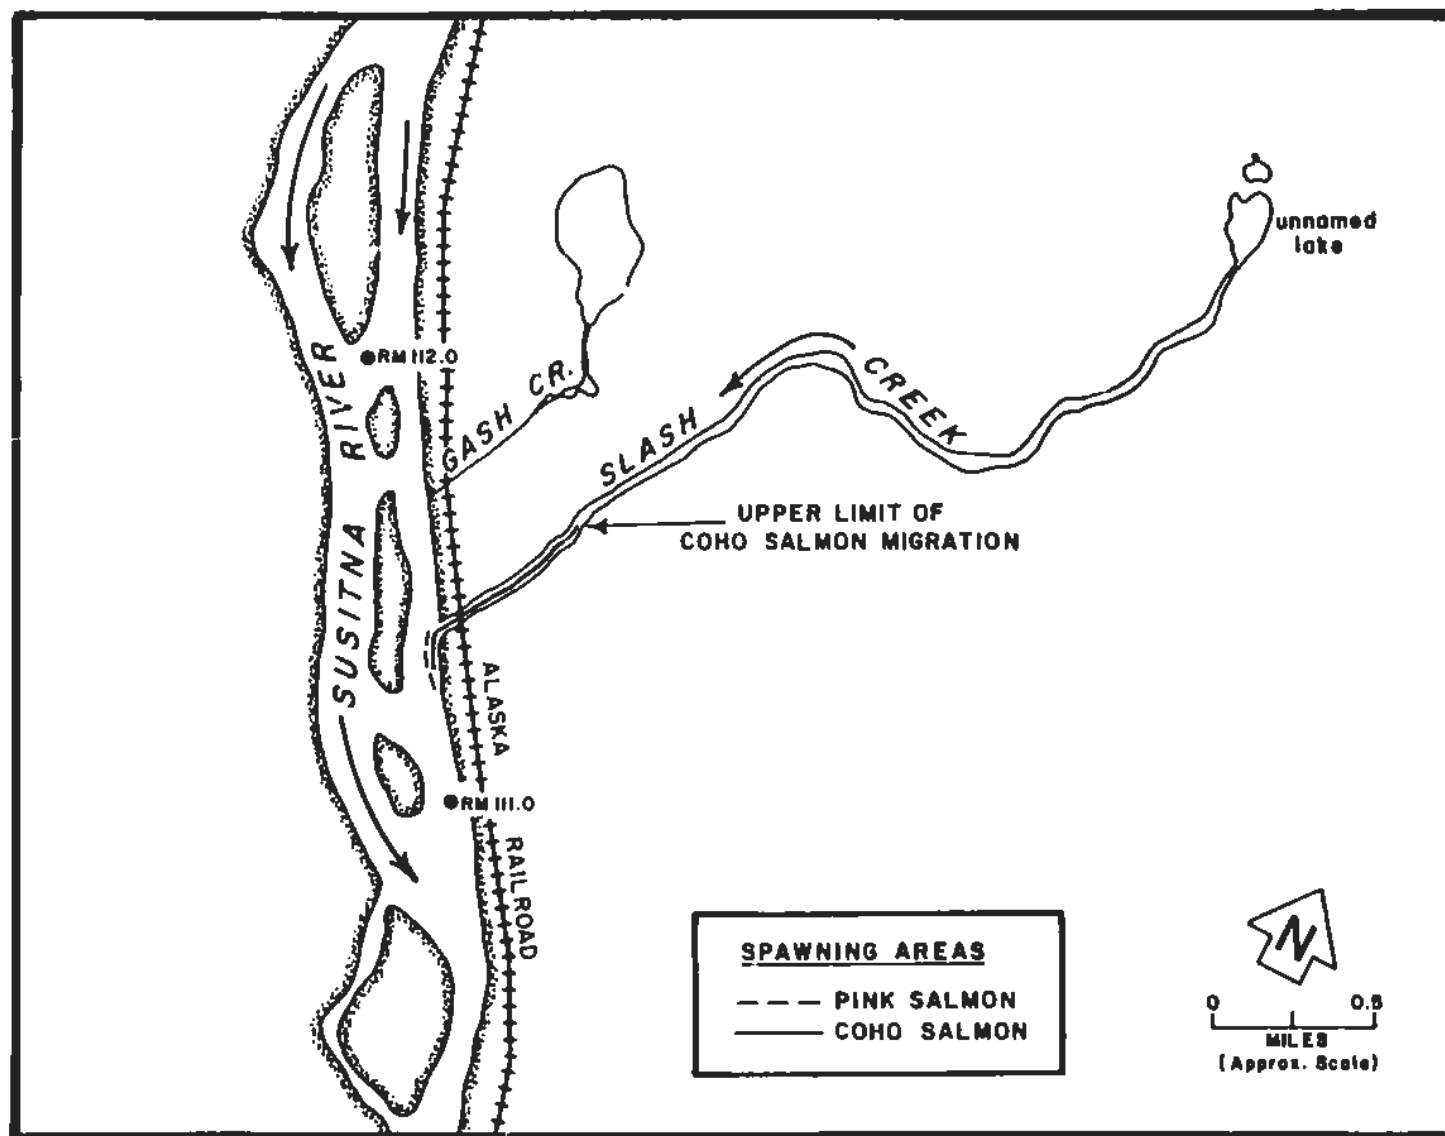 unnamed
lake
RM 112.0
SUSITNA RIVER
GASH CR.
SLASH CREEK
UPPER LIMIT OF
COHO SALMON MIGRATION
ALASKA RAILROAD
RM 111.0
SPAWNING AREAS
PINK SALMON
COHO SALMON
N
0 0.5
MILES
(Approx. Scale)